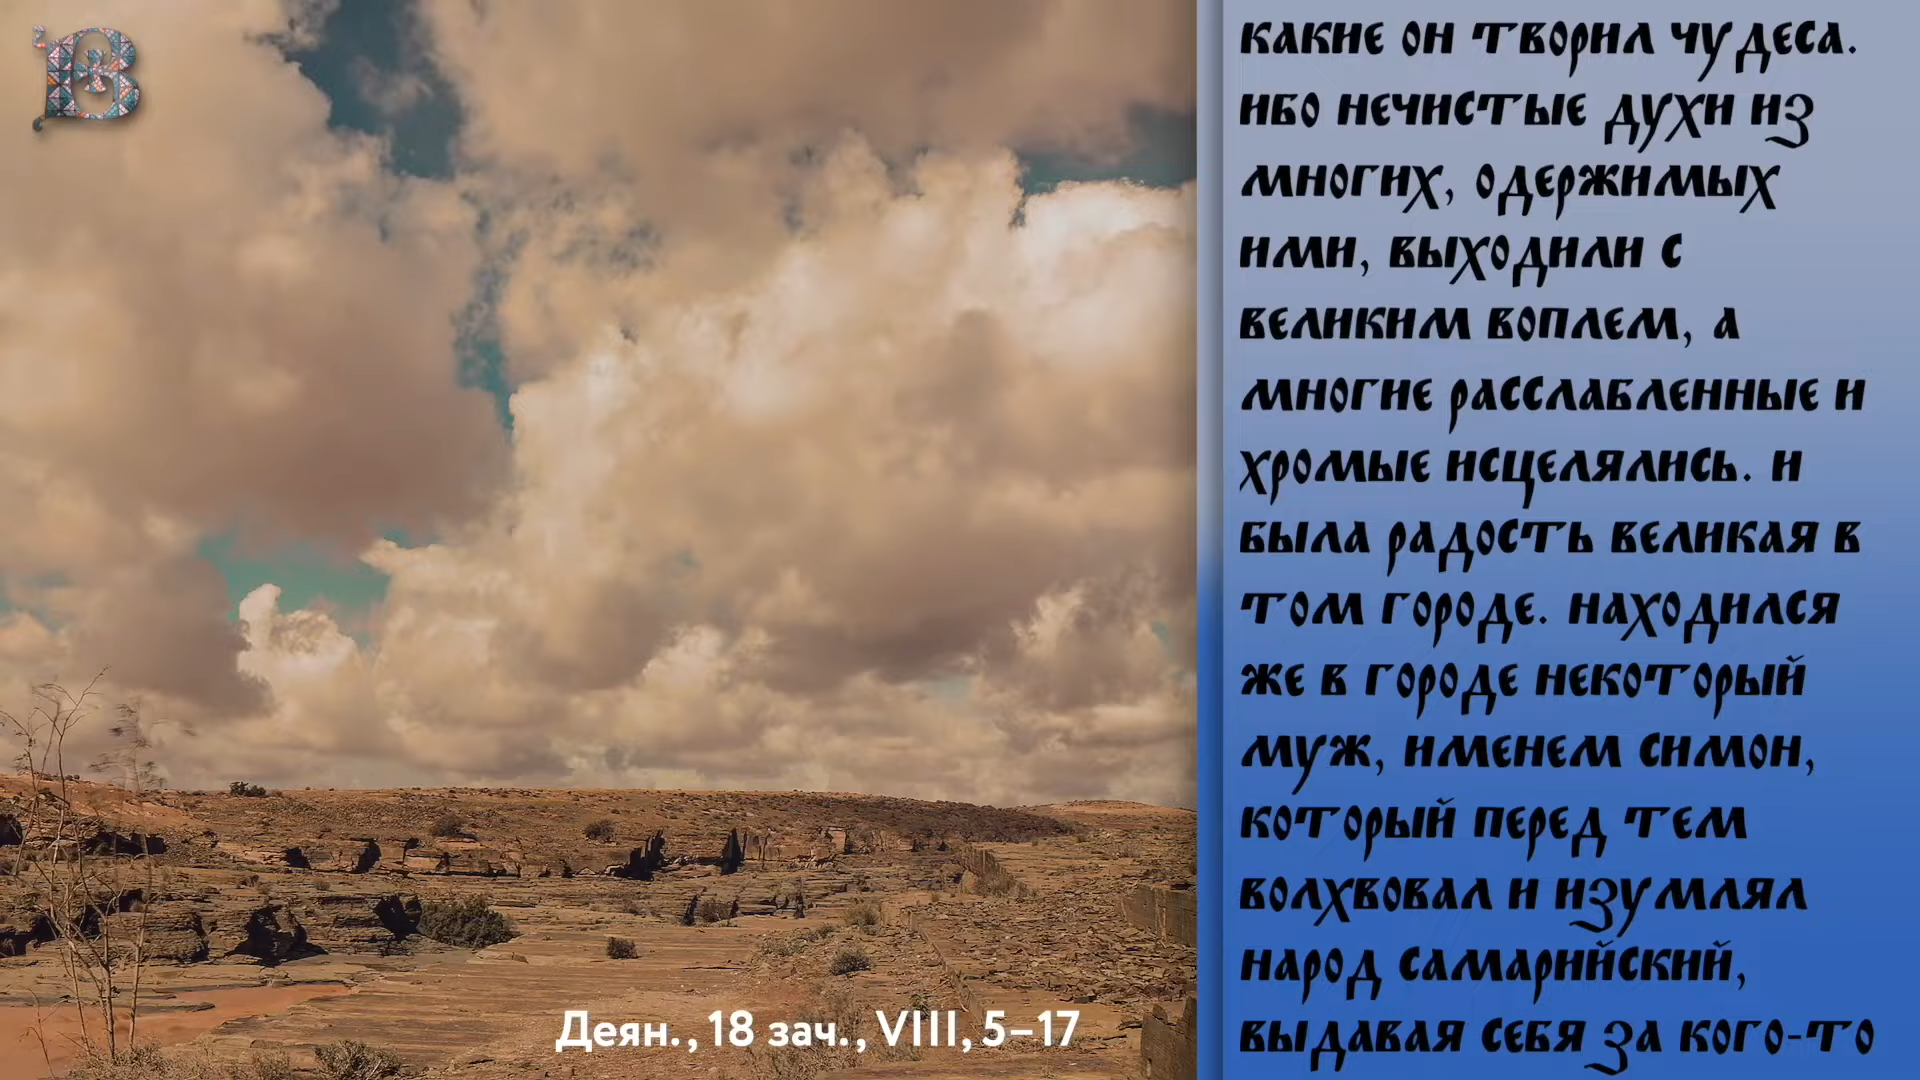 какие он творил чудеса.
ибо нечистые духи из
многих, одержимых
ими, выходили с
великим воплем, а
многие расслабленные и
хромые исцелялись. и
была радость великая в
том городе. находился
же в городе некоторый
муж, именем симон,
который перед тем
волхвовал и изумлял
народ самарийский,
выдавая себя за кого-то
Деян., 18 зач., VIII, 5–17
В